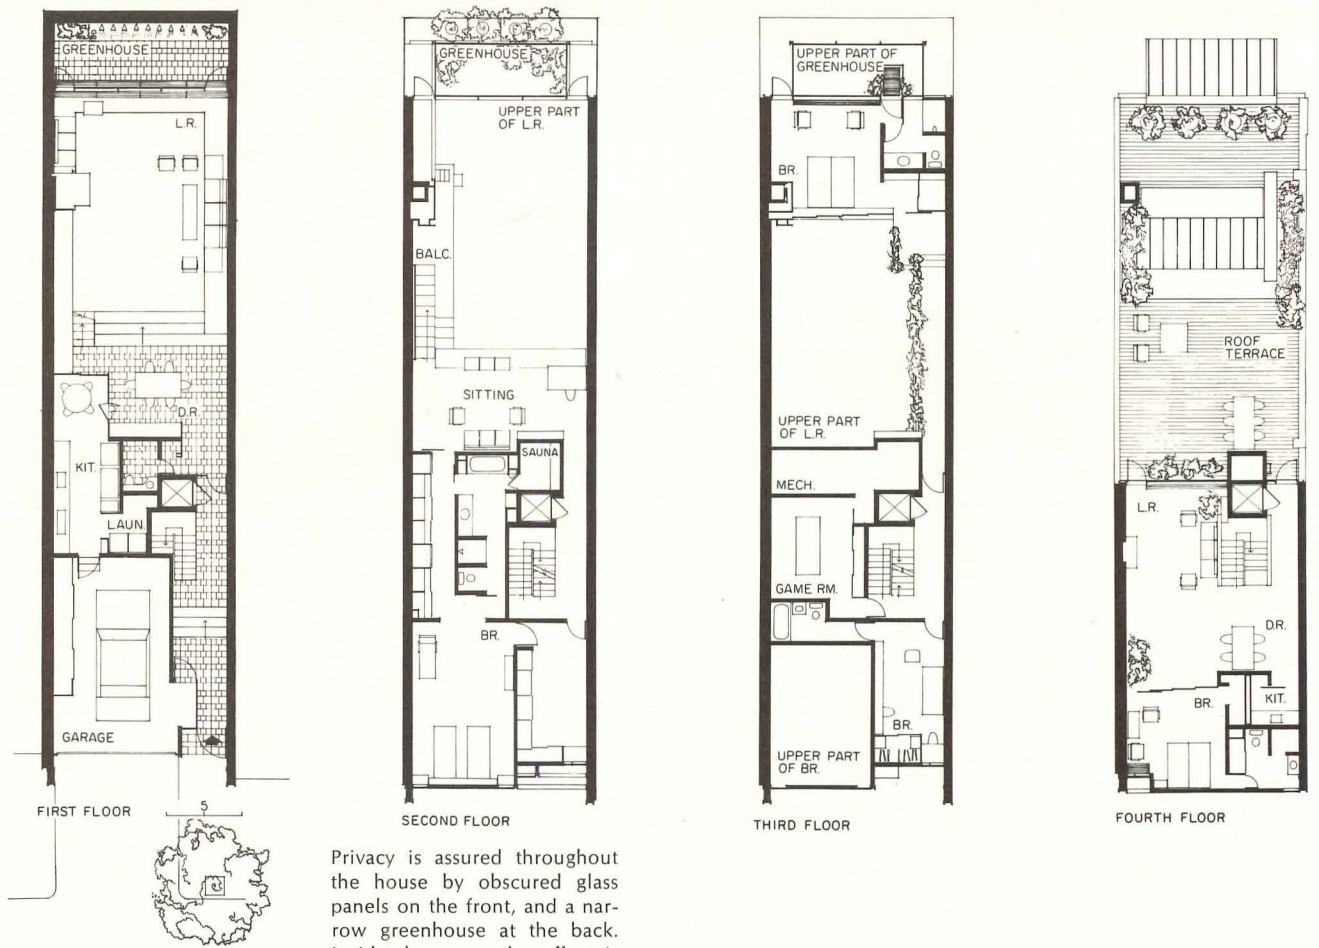 GREENHOUSE
L.R.
D.R.
KIT.
LAUN.
GARAGE
FIRST FLOOR
5
GREENHOUSE
UPPER PART
OF L.R.
BALC.
SITTING
SAUNA
BR.
SECOND FLOOR
UPPER PART OF
GREENHOUSE
BR.
UPPER PART
OF L.R.
MECH.
GAME RM.
BR.
UPPER PART
OF BR.
THIRD FLOOR
ROOF
TERRACE
L.R.
D.R.
BR.
KIT.
FOURTH FLOOR
Privacy is assured throughout
the house by obscured glass
panels on the front, and a nar-
row greenhouse at the back.